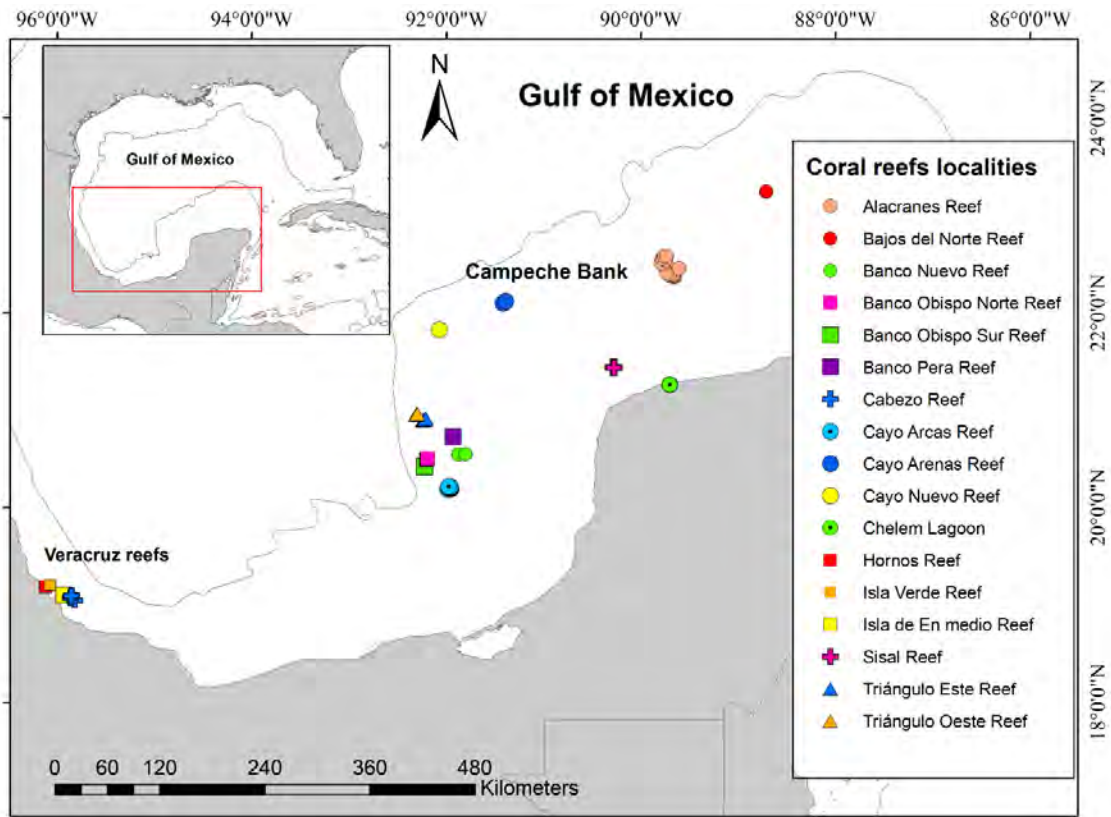 96°0'0"W 94°0'0"W 92°0'0"W 90°0'0"W 88°0'0"W
Gulf of Mexico
N
Gulf of Mexico
24°0'0"N
22°0'0"N
20°0'0"N
18°0'0"N
Campeche Bank
Veracruz reefs
Coral reefs localities
Alacranes Reef
Bajos del Norte Reef
Banco Nuevo Reef
Banco Obispo Norte Reef
Banco Obispo Sur Reef
Banco Pera Reef
Cabezo Reef
Cayo Arcas Reef
Cayo Arenas Reef
Cayo Nuevo Reef
Chelem Lagoon
Hornos Reef
Isla Verde Reef
Isla de En medio Reef
Sisal Reef
Triángulo Este Reef
Triángulo Oeste Reef
0 60 120 240 360 480
Kilometers